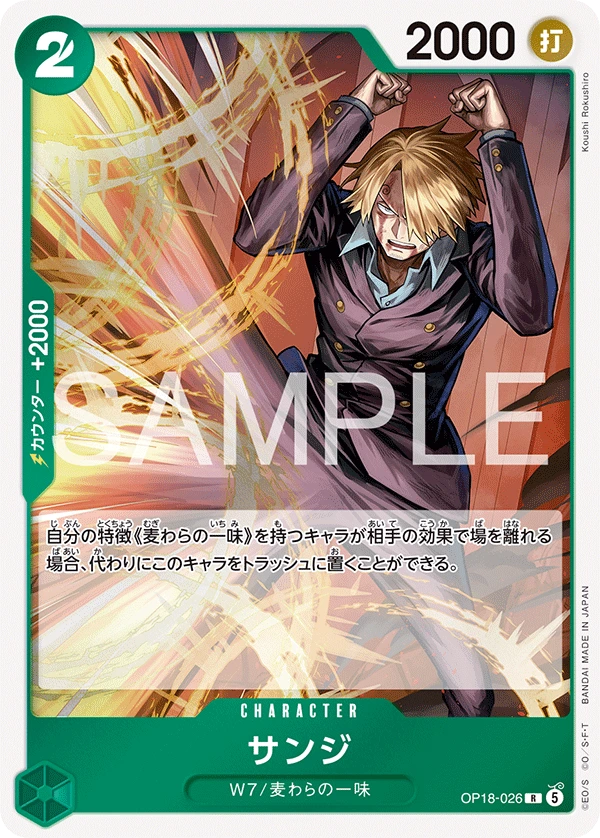 2
2000
打
Koushi Rokushiro
カウンター +2000
SAMPLE
自分の特徴《麦わらの一味》を持つキャラが相手の効果で場を離れる
場合、代わりにこのキャラをトラッシュに置くことができる。
CHARACTER
サンジ
W7/麦わらの一味
OP18-026 R 5
©E.O/S ©O/S・F・T BANDAI MADE IN JAPAN